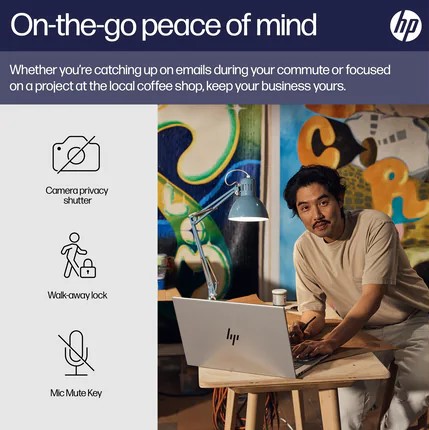 On-the-go peace of mind
hp
Whether you're catching up on emails during your commute or focused
on a project at the local coffee shop, keep your business yours.
Camera privacy
shutter
Walk-away lock
Mic Mute Key
hp